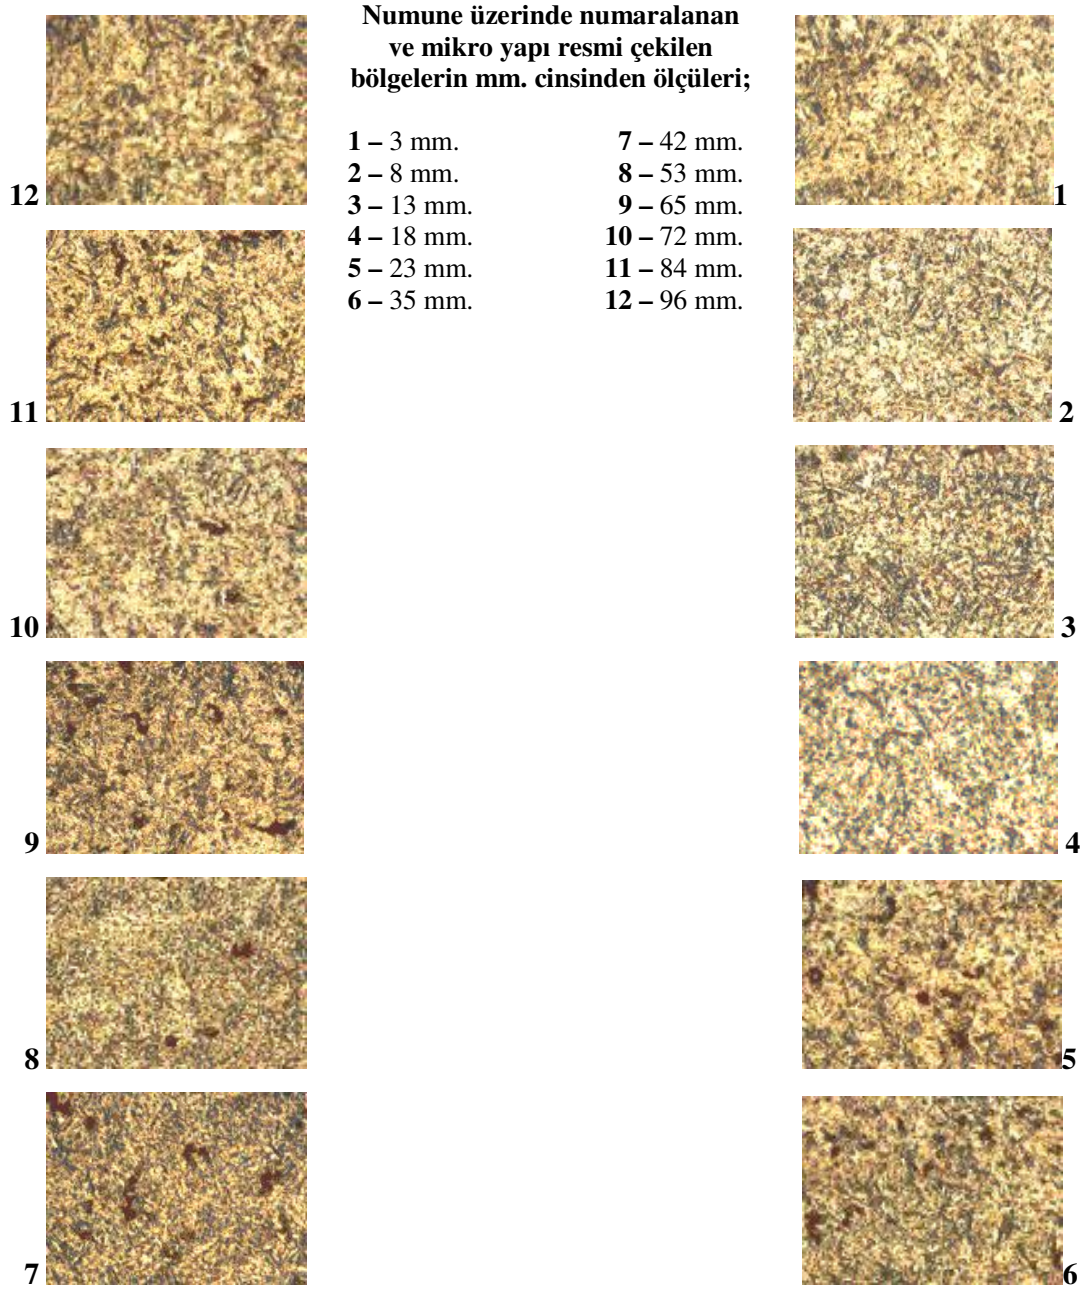 Numune üzerinde numaralanan
ve mikro yapı resmi çekilen
bölgelerin mm. cinsinden ölçüleri;
1 – 3 mm.
2 – 8 mm.
3 – 13 mm.
4 – 18 mm.
5 – 23 mm.
6 – 35 mm.
7 – 42 mm.
8 – 53 mm.
9 – 65 mm.
10 – 72 mm.
11 – 84 mm.
12 – 96 mm.
12
11
10
9
8
7
1
2
3
4
5
6